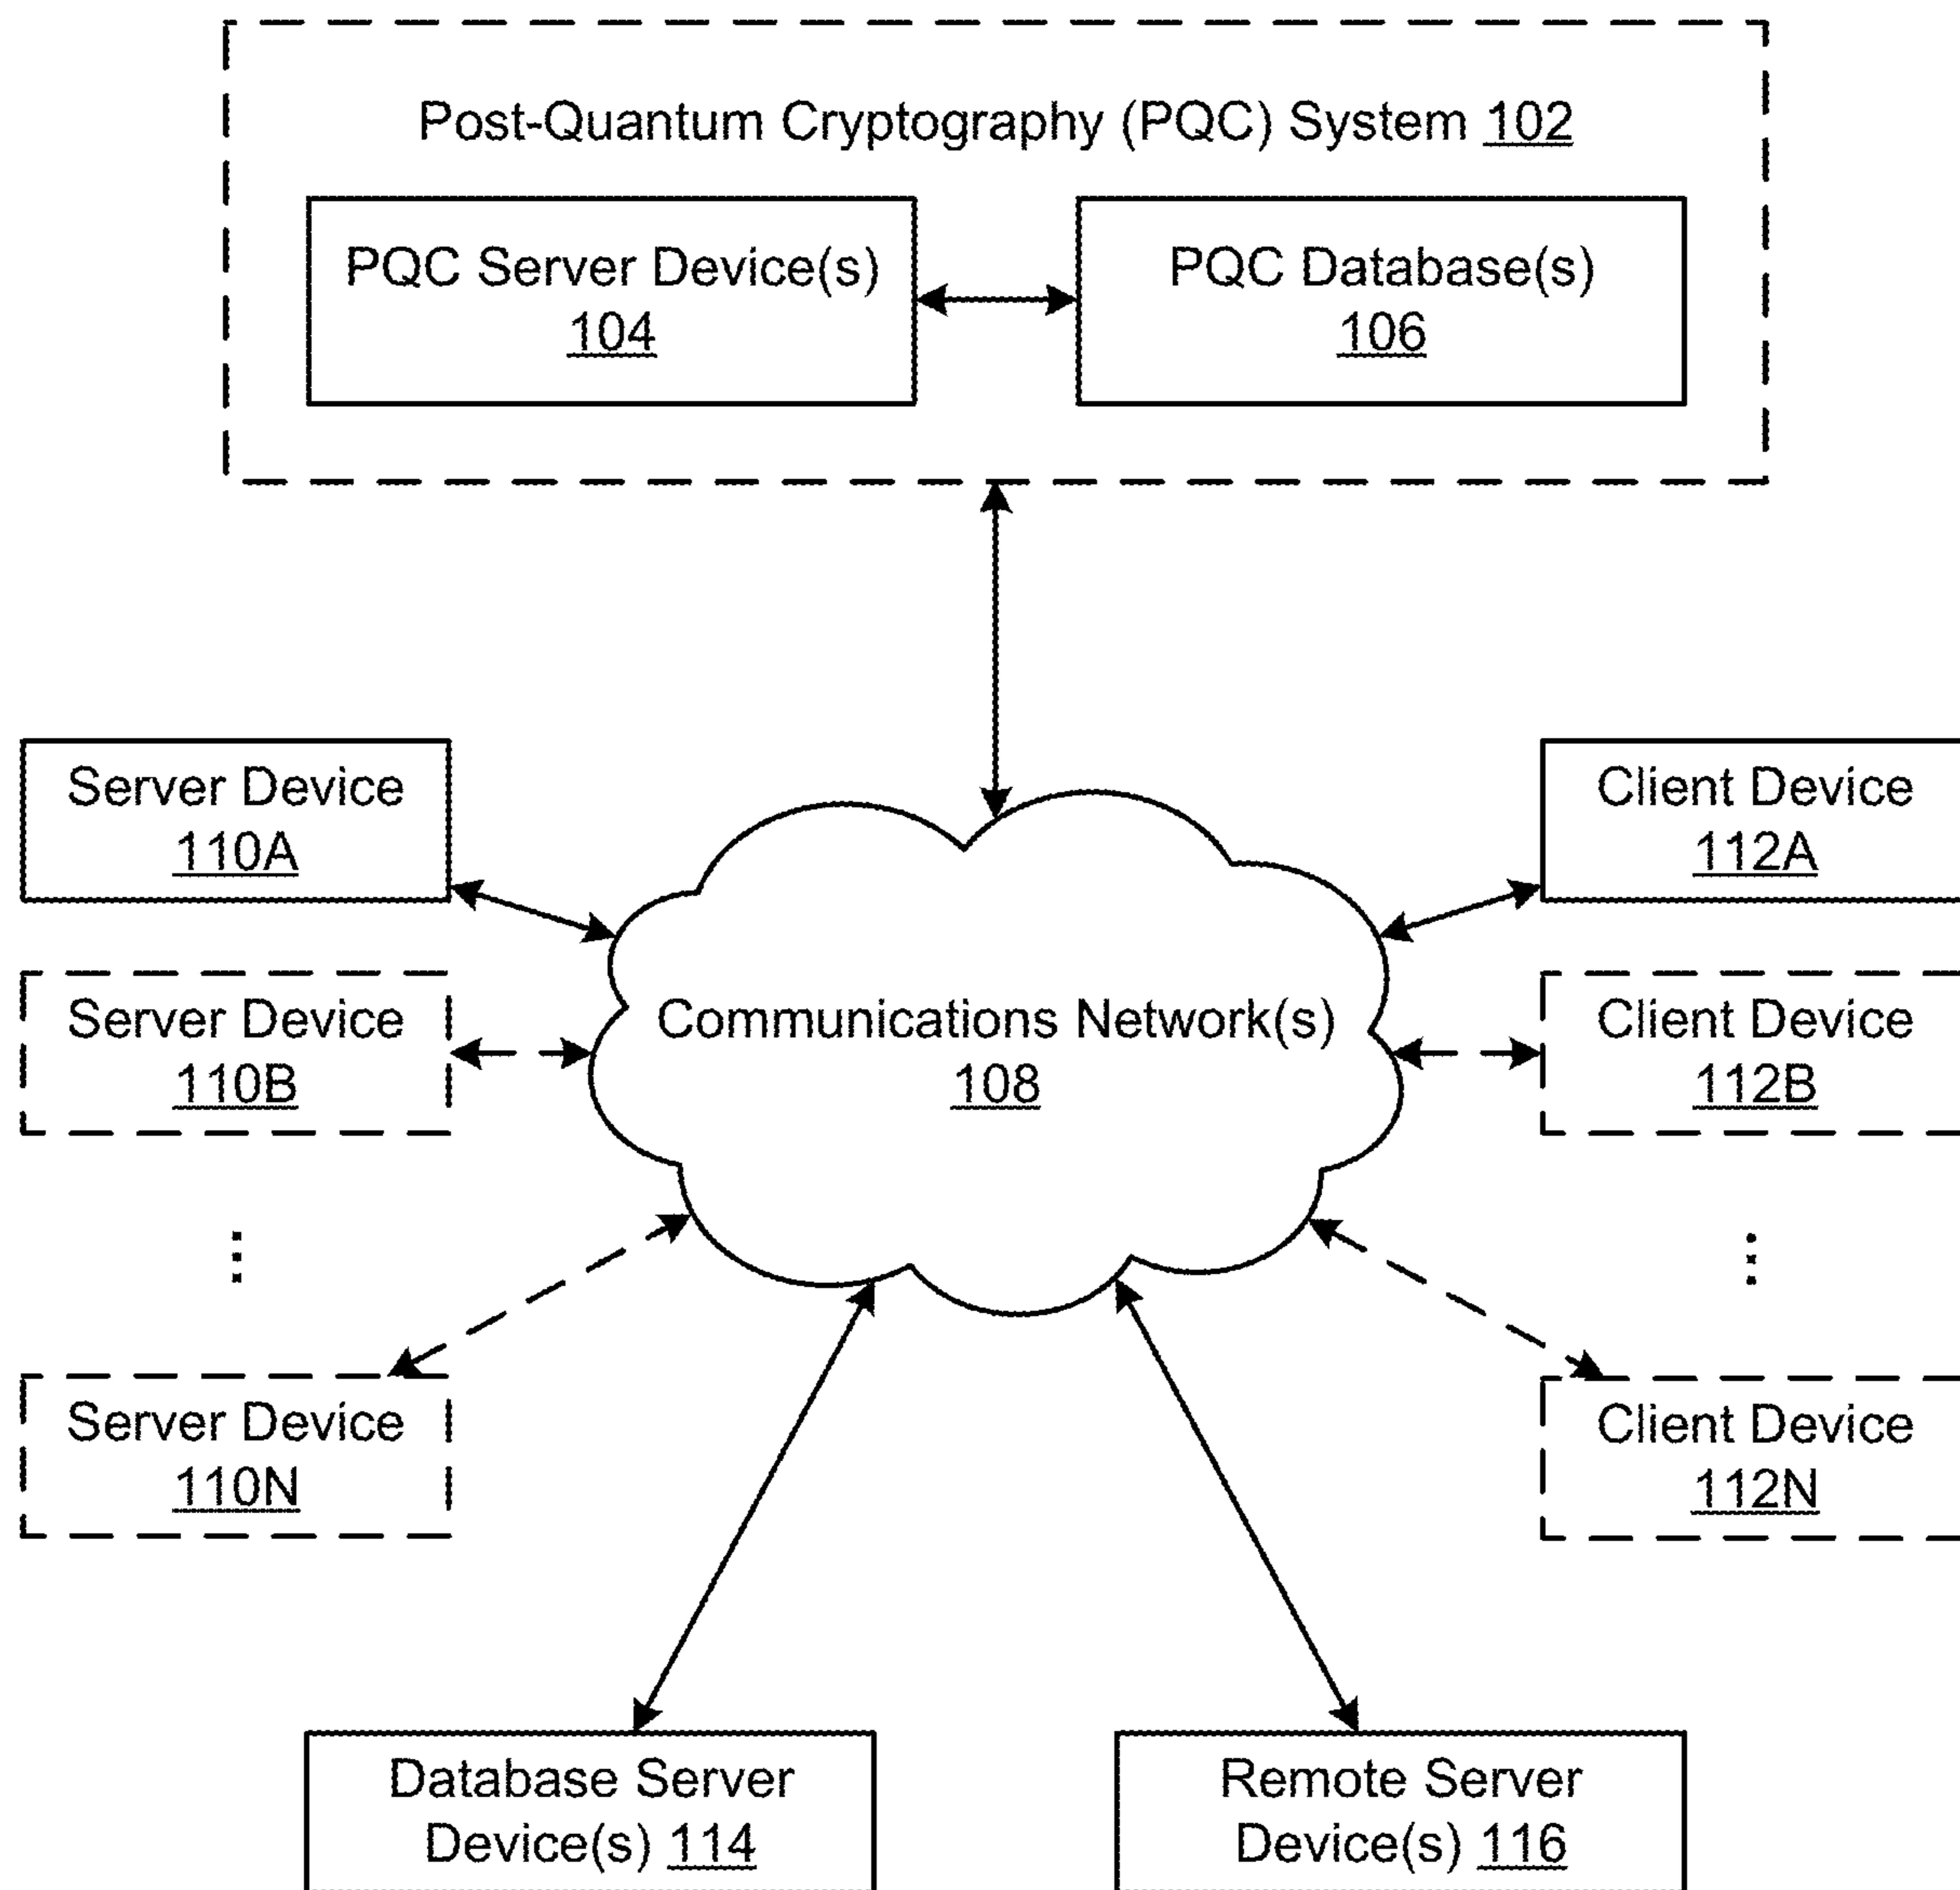 Post-Quantum Cryptography (PQC) System 102
PQC Server Device(s)
104
PQC Database(s)
106
Server Device
110A
Client Device
112A
Communications Network(s)
108
Server Device
110B
Client Device
112B
⋮
⋮
Server Device
110N
Client Device
112N
Database Server
Device(s) 114
Remote Server
Device(s) 116